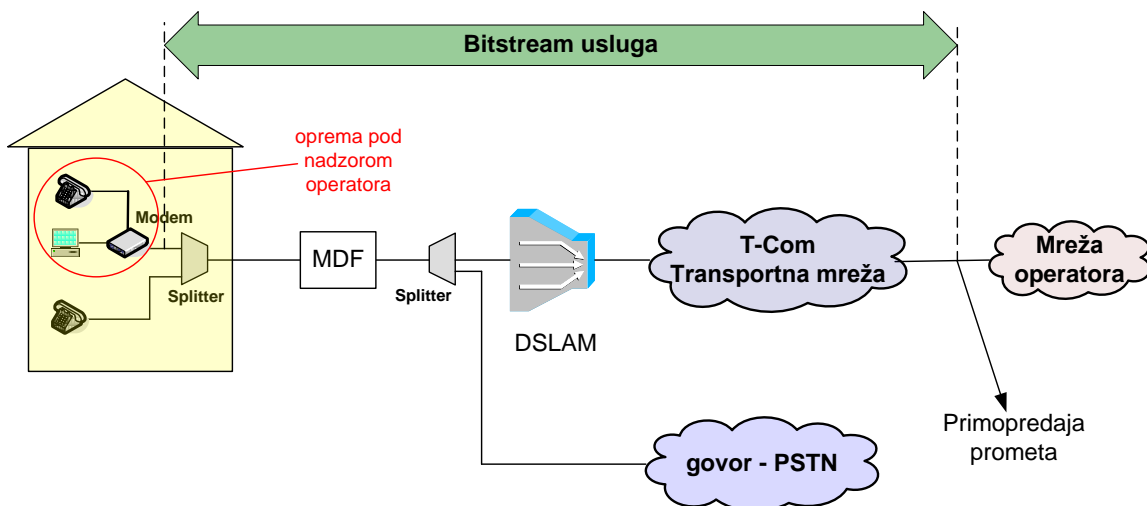 Bitstream usluga
oprema pod
nadzorom
operatora
Modem
Splitter
MDF
Splitter
DSLAM
T-Com
Transportna mreža
Mreža
operatora
Primopredaja
prometa
govor - PSTN